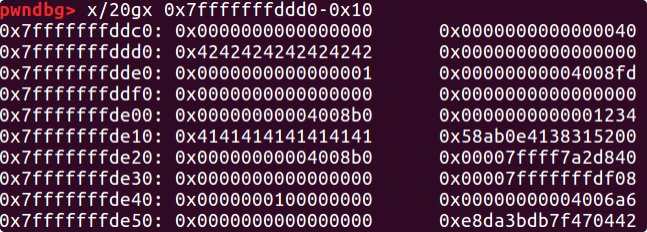 pwndbg> x/20gx 0x7fffffffddd0-0x10
0x7fffffffddc0: 0x0000000000000000 0x0000000000000040
0x7fffffffddd0: 0x4242424242424242 0x0000000000000000
0x7fffffffdde0: 0x0000000000000001 0x00000000004008fd
0x7fffffffddf0: 0x0000000000000000 0x0000000000000000
0x7fffffffde00: 0x00000000004008b0 0x0000000000001234
0x7fffffffde10: 0x4141414141414141 0x58ab0e4138315200
0x7fffffffde20: 0x00000000004008b0 0x00007ffff7a2d840
0x7fffffffde30: 0x0000000000000000 0x00007fffffffdf08
0x7fffffffde40: 0x0000000100000000 0x00000000004006a6
0x7fffffffde50: 0x0000000000000000 0xe8da3bdb7f470442